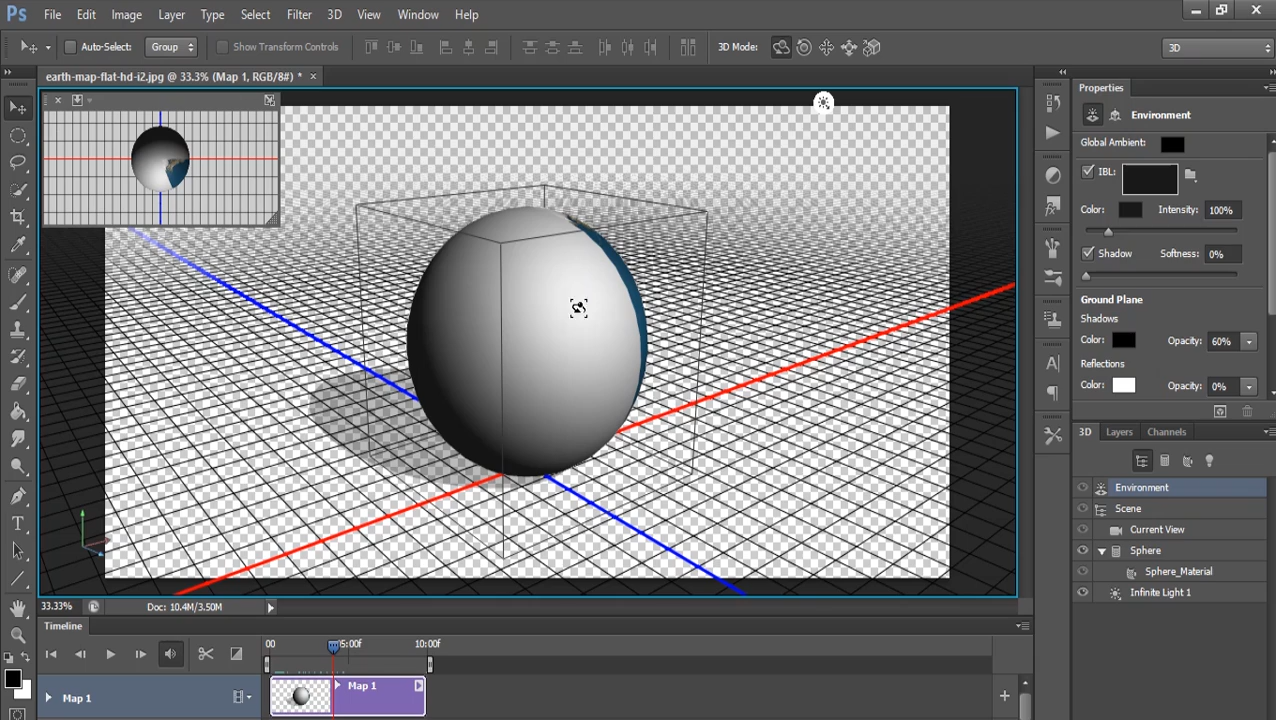 Ps File Edit Image Layer Type Select Filter 3D View Window Help
Auto-Select: Group Show Transform Controls 3D Mode: 3D
earth-map-flat-hd-i2.jpg @ 33.3% (Map 1, RGB/8#) *
Properties
Environment
Global Ambient:
IBL:
Color: Intensity: 100%
Shadow Softness: 0%
Ground Plane
Shadows
Color: Opacity: 60%
Reflections
Color: Opacity: 0%
3D Layers Channels
Environment
Scene
Current View
Sphere
Sphere_Material
Infinite Light 1
33.33% Doc: 10.4M/3.50M
Timeline
00 05:00f 10:00f
Map 1
Map 1